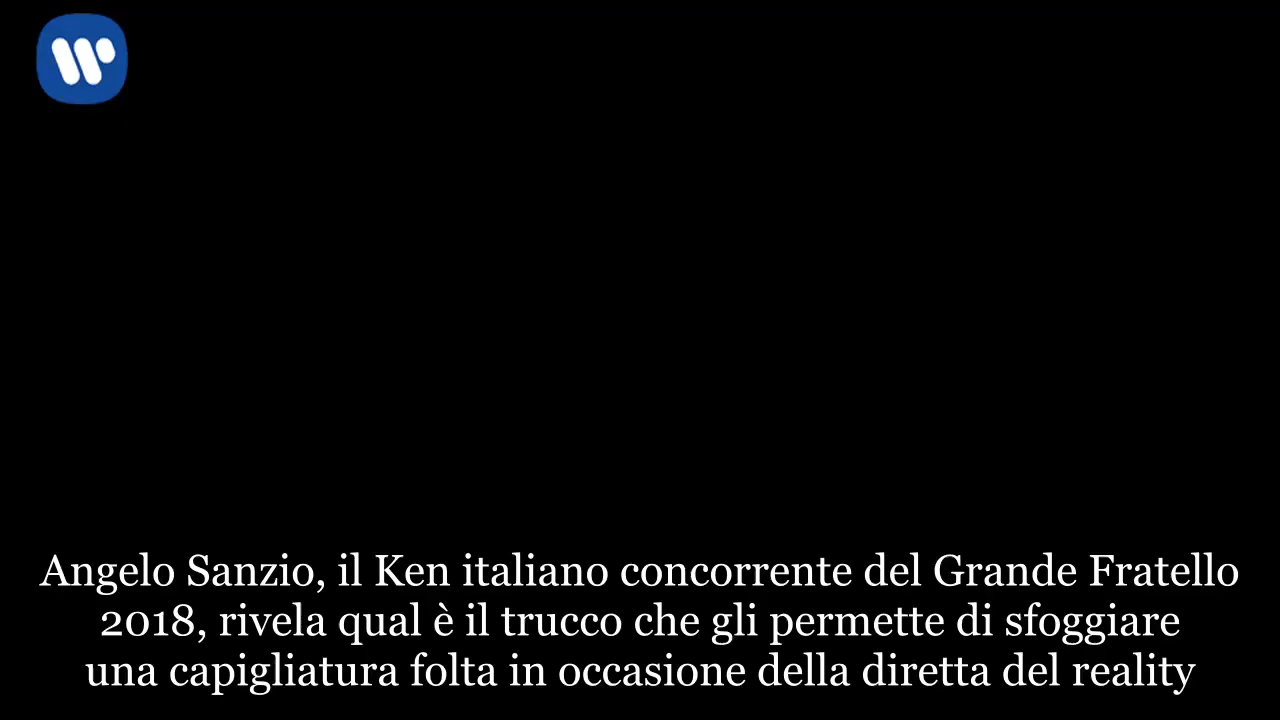 Angelo Sanzio, il Ken italiano concorrente del Grande Fratello
2018, rivela qual è il trucco che gli permette di sfoggiare
una capigliatura folta in occasione della diretta del reality